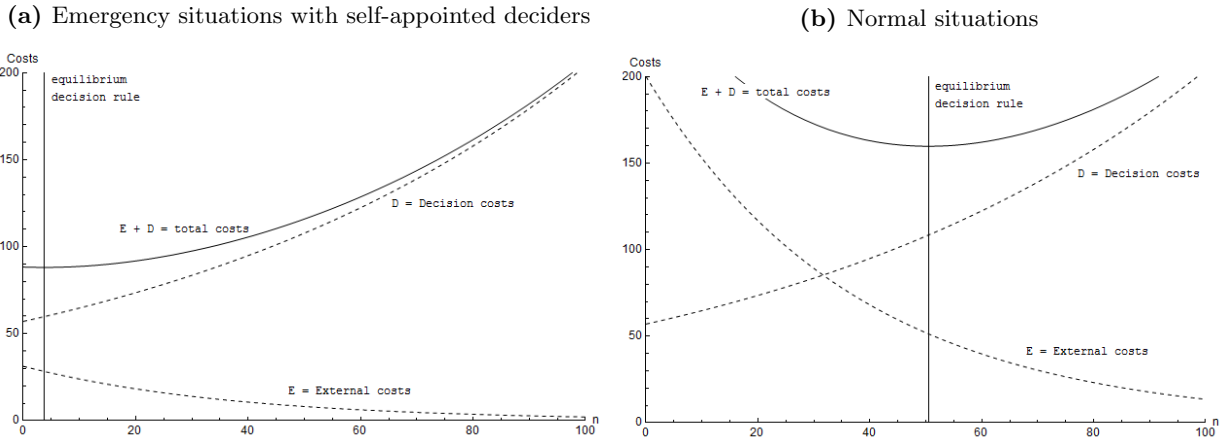 (a) Emergency situations with self-appointed deciders
Costs
200
equilibrium
decision rule
150
D = Decision costs
E + D = total costs
100
50
E = External costs
0
0
20
40
60
80
100
n
(b) Normal situations
Costs
200
E + D = total costs
equilibrium
decision rule
150
D = Decision costs
100
50
E = External costs
0
0
20
40
60
80
100
n